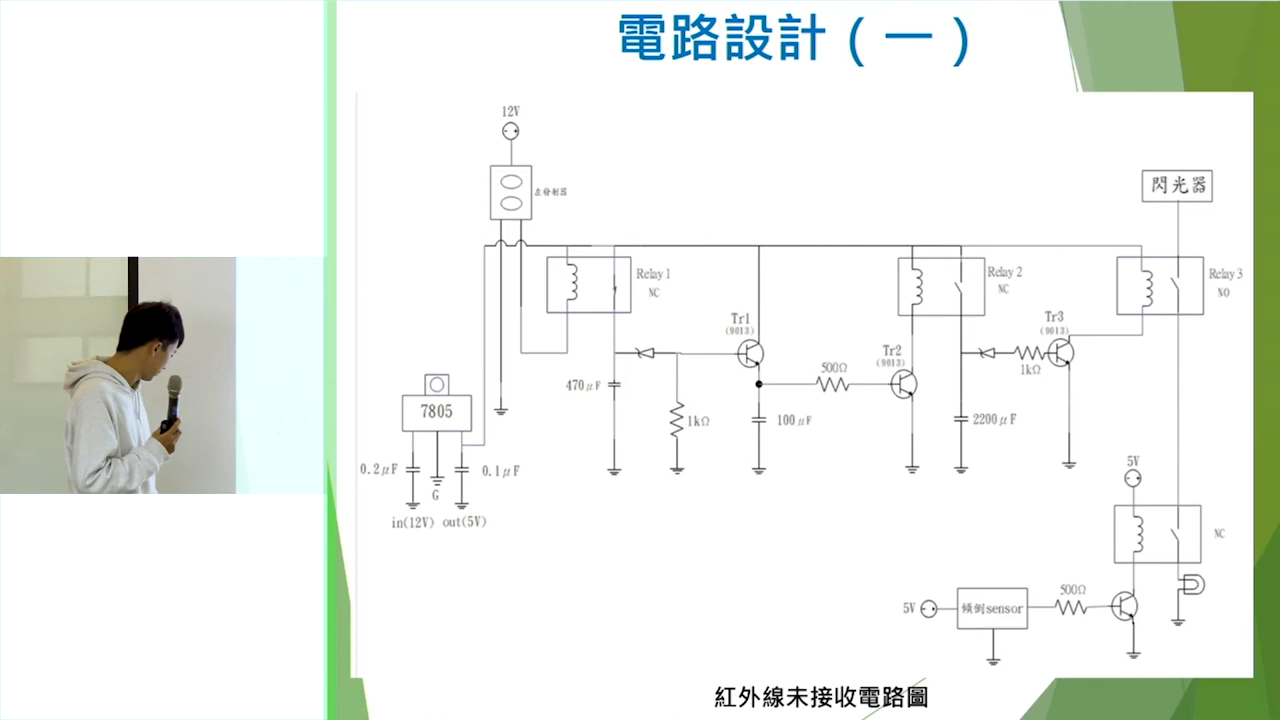 電路設計（一）
12V
閃光器
Relay 1
NC
Relay 2
NC
Relay 3
NO
Tr1
(9013)
Tr2
(9013)
Tr3
(9013)
500Ω
1kΩ
470μF
7805
1kΩ
100μF
2200μF
0.2μF
0.1μF
G
in(12V) out(5V)
5V
NC
500Ω
5V
傾倒sensor
紅外線未接收電路圖